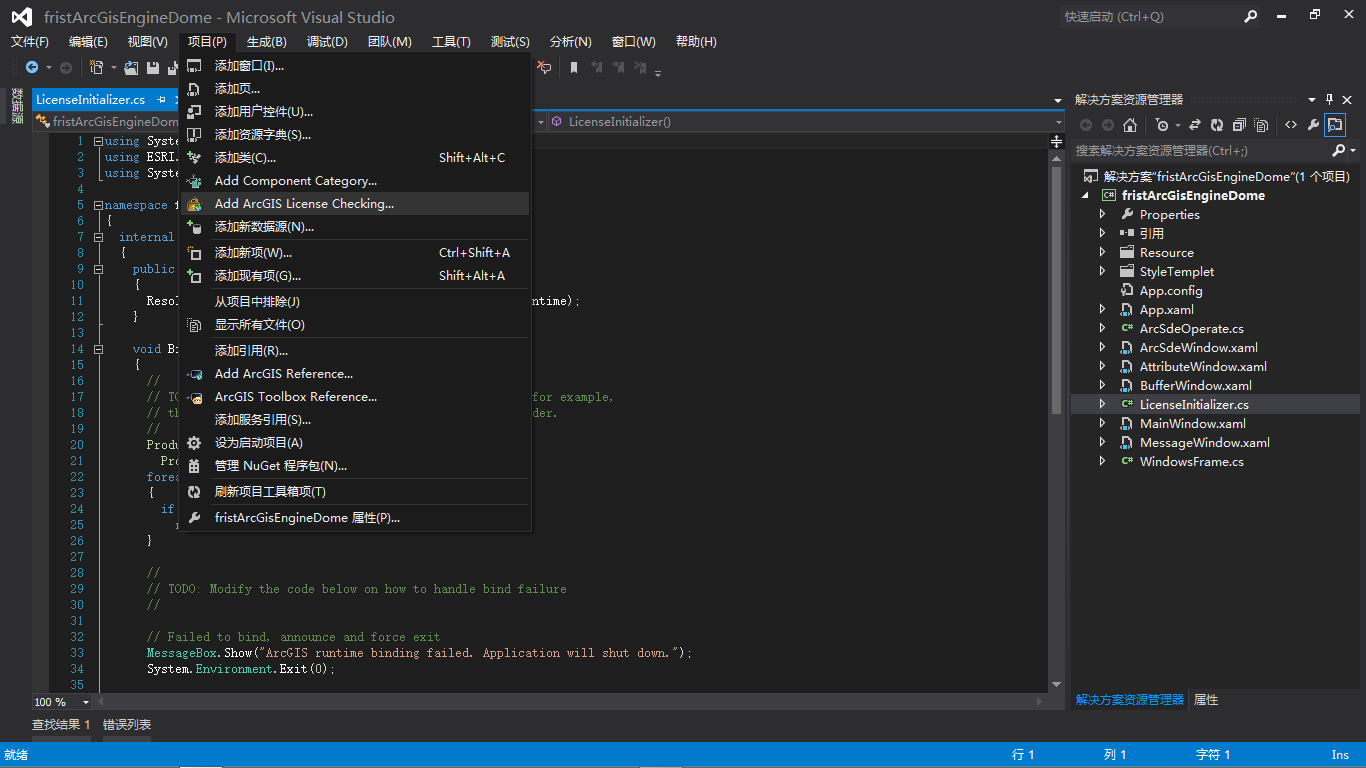 fristArcGisEngineDome - Microsoft Visual Studio
快速启动 (Ctrl+Q)
文件(F) 编辑(E) 视图(V) 项目(P) 生成(B) 调试(D) 团队(M) 工具(T) 测试(S) 分析(N) 窗口(W) 帮助(H)
数据源
LicenseInitializer.cs
fristArcGisEngineDom
LicenseInitializer()
添加窗口(I)...
添加页...
添加用户控件(U)...
添加资源字典(S)...
添加类(C)... Shift+Alt+C
Add Component Category...
Add ArcGIS License Checking...
添加新数据源(N)...
添加新项(W)... Ctrl+Shift+A
添加现有项(G)... Shift+Alt+A
从项目中排除(J)
显示所有文件(O)
添加引用(R)...
Add ArcGIS Reference...
ArcGIS Toolbox Reference...
添加服务引用(S)...
设为启动项目(A)
管理 NuGet 程序包(N)...
刷新项目工具箱项(T)
fristArcGisEngineDome 属性(P)...
1 using Syst
2 using ESRI.
3 using Syst
4
5 namespace f
6 {
7 internal
8 {
9 public
10 {
11 Resol ntime);
12 }
13
14 void Bi
15 {
16 //
17 // TO for example,
18 // th der.
19 //
20 Produ
21 Pro
22 forea
23 {
24 if
25 r
26 }
27
28 //
29 // TODO: Modify the code below on how to handle bind failure
30 //
31
32 // Failed to bind, announce and force exit
33 MessageBox.Show("ArcGIS runtime binding failed. Application will shut down.");
34 System.Environment.Exit(0);
35
100 %
解决方案资源管理器
搜索解决方案资源管理器(Ctrl+;)
解决方案"fristArcGisEngineDome"(1 个项目)
fristArcGisEngineDome
Properties
引用
Resource
StyleTemplet
App.config
App.xaml
ArcSdeOperate.cs
ArcSdeWindow.xaml
AttributeWindow.xaml
BufferWindow.xaml
LicenseInitializer.cs
MainWindow.xaml
MessageWindow.xaml
WindowsFrame.cs
解决方案资源管理器 属性
查找结果 1 错误列表
就绪 行 1 列 1 字符 1 Ins